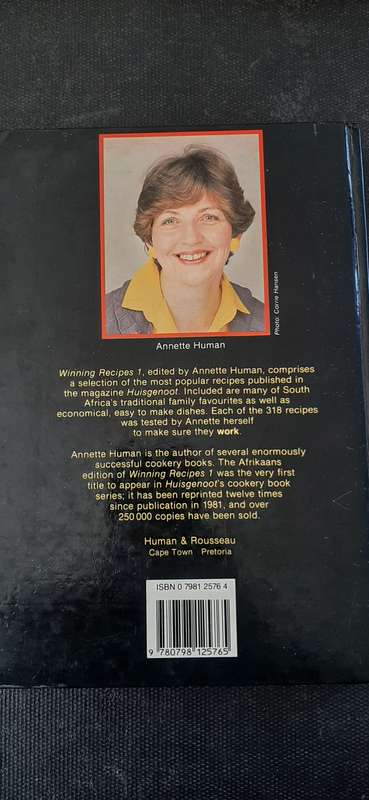 Photo: Corrie Hansen
Annette Human
Winning Recipes 1, edited by Annette Human, comprises
a selection of the most popular recipes published in
the magazine Huisgenoot. Included are many of South
Africa's traditional family favourites as well as
economical, easy to make dishes. Each of the 318 recipes
was tested by Annette herself
to make sure they work.
Annette Human is the author of several enormously
successful cookery books. The Afrikaans
edition of Winning Recipes 1 was the very first
title to appear in Huisgenoot's cookery book
series; it has been reprinted twelve times
since publication in 1981, and over
250 000 copies have been sold.
Human & Rousseau
Cape Town Pretoria
ISBN 0 7981 2576 4
9 780798 125765